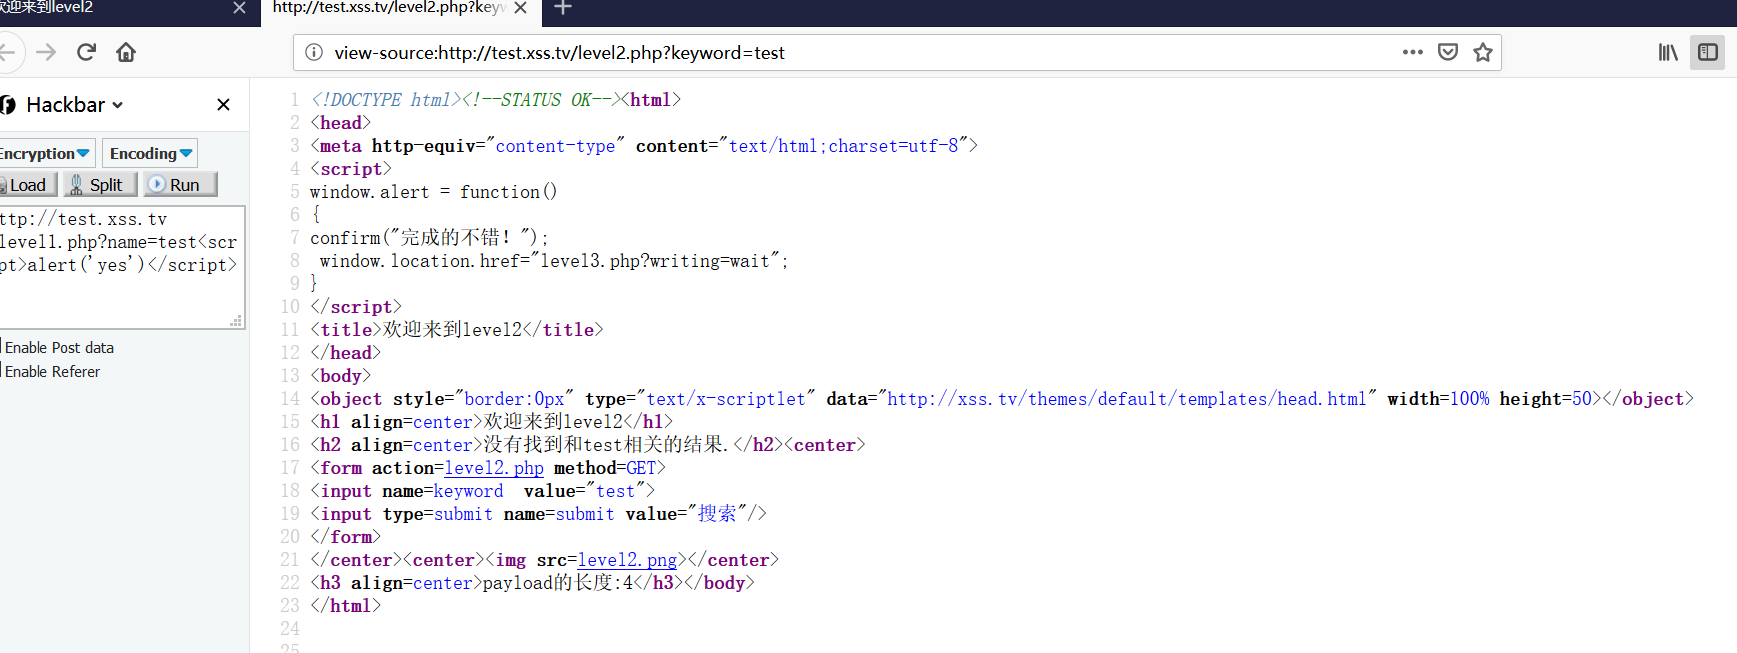 欢迎来到level2
http://test.xss.tv/level2.php?keyw
view-source:http://test.xss.tv/level2.php?keyword=test
Hackbar
Encryption
Encoding
Load
Split
Run
ttp://test.xss.tv
level1.php?name=test<scr
pt>alert('yes')</script>
Enable Post data
Enable Referer
1 <!DOCTYPE html><!--STATUS OK--><html>
2 <head>
3 <meta http-equiv="content-type" content="text/html;charset=utf-8">
4 <script>
5 window.alert = function()
6 {
7 confirm("完成的不错！");
8  window.location.href="level3.php?writing=wait";
9 }
10 </script>
11 <title>欢迎来到level2</title>
12 </head>
13 <body>
14 <object style="border:0px" type="text/x-scriptlet" data="http://xss.tv/themes/default/templates/head.html" width=100% height=50></object>
15 <h1 align=center>欢迎来到level2</h1>
16 <h2 align=center>没有找到和test相关的结果.</h2><center>
17 <form action=level2.php method=GET>
18 <input name=keyword  value="test">
19 <input type=submit name=submit value="搜索"/>
20 </form>
21 </center><center><img src=level2.png></center>
22 <h3 align=center>payload的长度:4</h3></body>
23 </html>
24
25